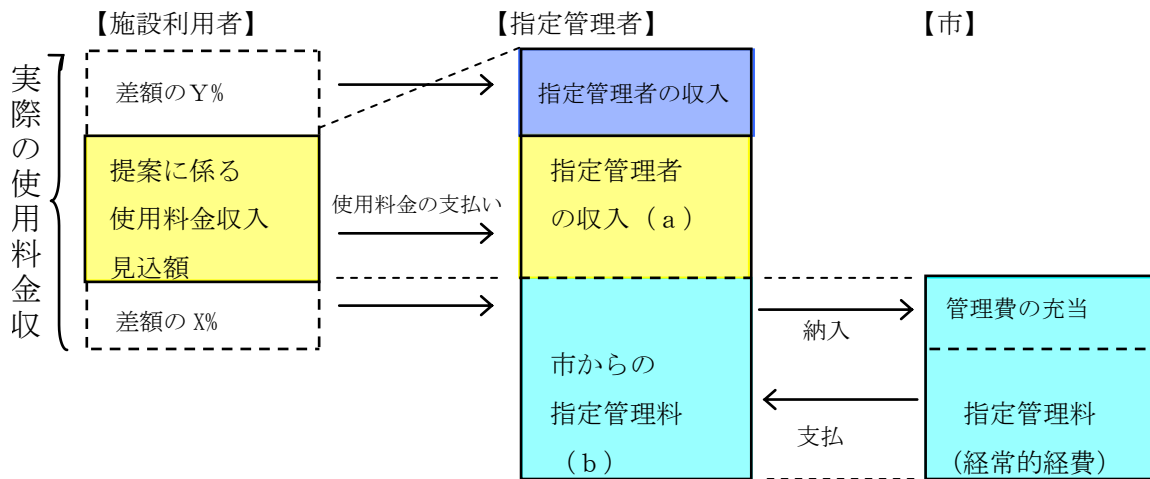 【施設利用者】
【指定管理者】
【市】
実際の使用料金収
差額のＹ%
指定管理者の収入
提案に係る
使用料金収入
見込額
使用料金の支払い
指定管理者
の収入（ａ）
差額の X%
納入
管理費の充当
市からの
指定管理料
（ｂ）
支払
指定管理料
（経常的経費）